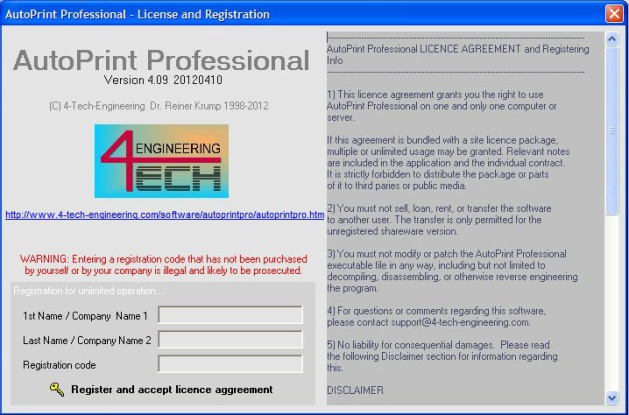 AutoPrint Professional - License and Registration
AutoPrint Professional
Version 4.09 20120410
(C) 4-Tech-Engineering Dr. Reiner Krump 1998-2012
4 ENGINEERING
TECH
http://www.4-tech-engineering.com/software/autoprintpro/autoprintpro.htm
WARNING: Entering a registration code that has not been purchased
by yourself or by your company is illegal and likely to be prosecuted.
Registration for unlimited operation....
1st Name / Company Name 1
Last Name / Company Name 2
Registration code
Register and accept licence aggreement
AutoPrint Professional LICENCE AGREEMENT and Registering
Info
1) This licence agreement grants you the right to use
AutoPrint Professional on one and only one computer or
server.
If this agreement is bundled with a site licence package,
multiple or unlimited usage may be granted. Relevant notes
are included in the application and the individual contract.
It is strictly forbidden to distribute the package or parts
of it to third paries or public media.
2) You must not sell, loan, rent, or transfer the software
to another user. The transfer is only permitted for the
unregistered shareware version.
3) You must not modify or patch the AutoPrint Professional
executable file in any way, including but not limited to
decompiling, disassembling, or otherwise reverse engineering
the program.
4) For questions or comments regarding this software,
please contact support@4-tech-engineering.com.
5) No liability for consequential damages. Please read
the following Disclaimer section for information regarding
this.
DISCLAIMER